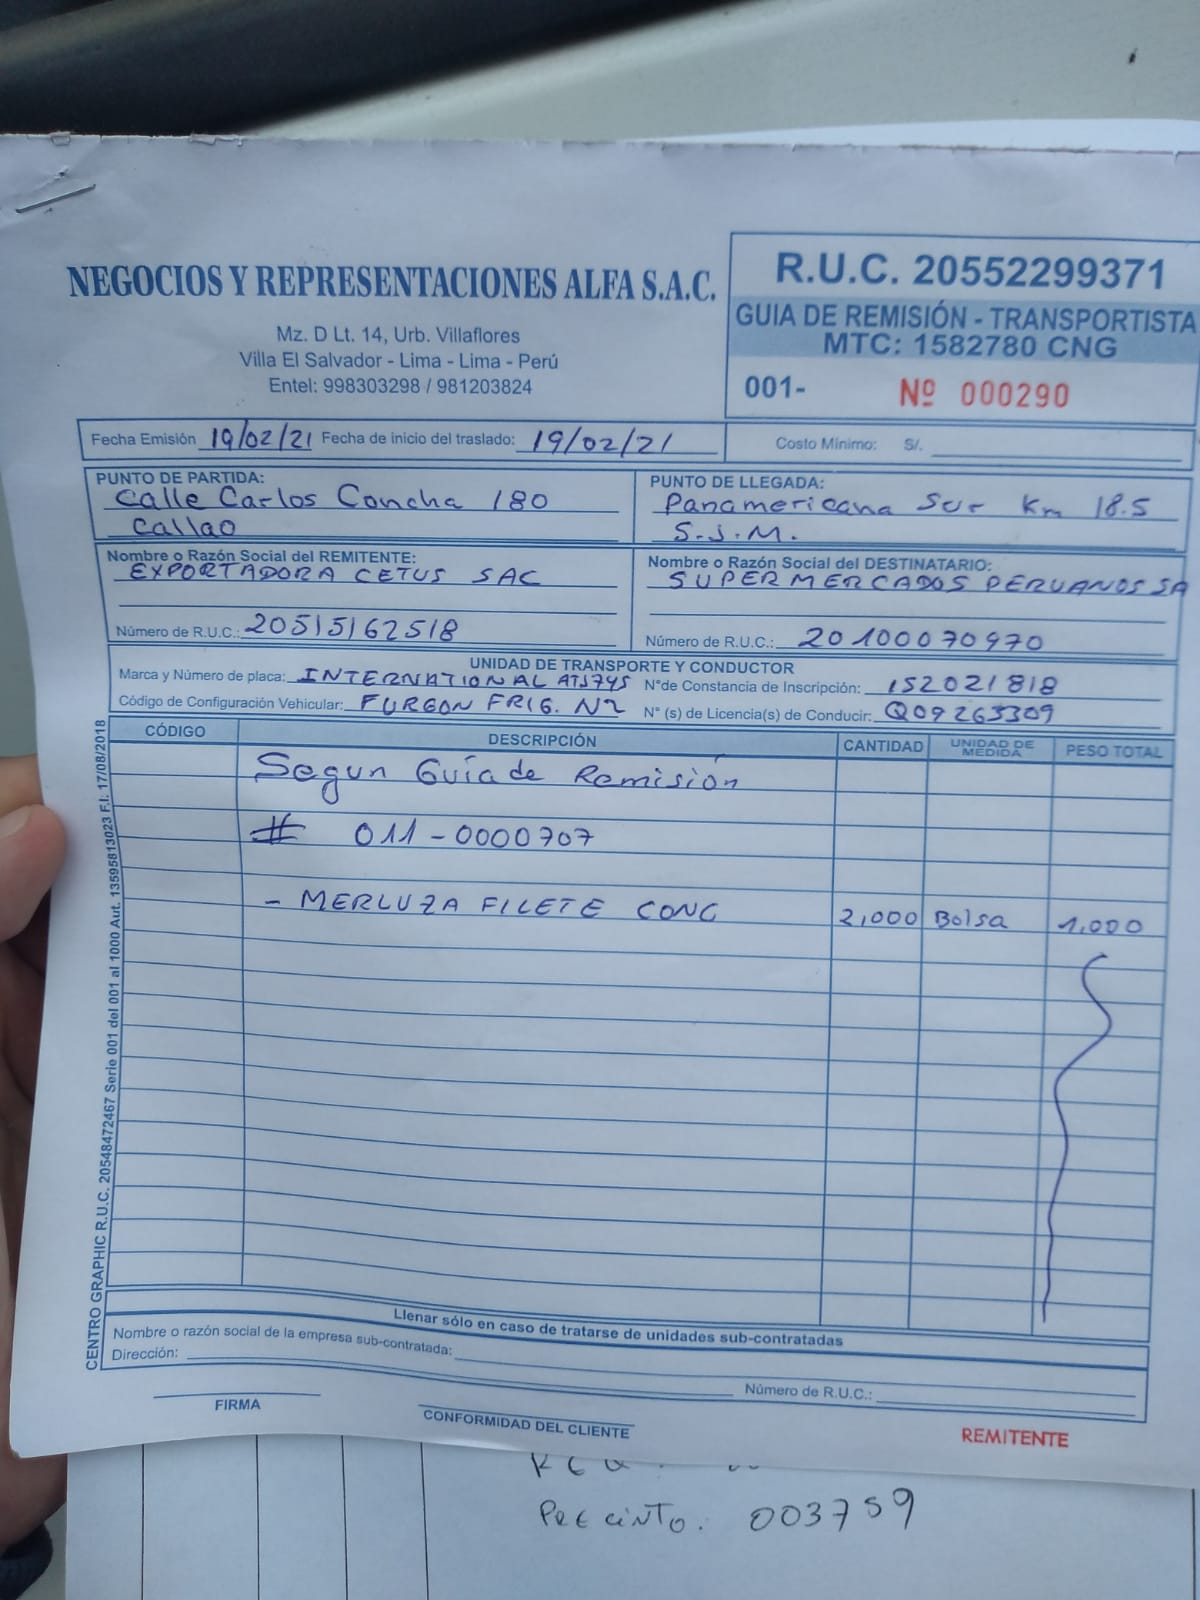 NEGOCIOS Y REPRESENTACIONES ALFA S.A.C.
Mz. D Lt. 14, Urb. Villaflores
Villa El Salvador - Lima - Lima - Perú
Entel: 998303298 / 981203824
R.U.C. 20552299371
GUIA DE REMISIÓN - TRANSPORTISTA
MTC: 1582780 CNG
001- Nº 000290
Fecha Emisión 19/02/21 Fecha de inicio del traslado: 19/02/21
Costo Mínimo: S/.
PUNTO DE PARTIDA:
Calle Carlos Concha 180
Callao
PUNTO DE LLEGADA:
Panamericana Sur Km 18.5
S.J.M.
Nombre o Razón Social del REMITENTE:
EXPORTADORA CETUS SAC
Número de R.U.C.: 20515162518
Nombre o Razón Social del DESTINATARIO:
SUPERMERCADOS PERUANOS SA
Número de R.U.C.: 20100070970
UNIDAD DE TRANSPORTE Y CONDUCTOR
Marca y Número de placa: INTERNATIONAL ATS745 N°de Constancia de Inscripción: 152021818
Código de Configuración Vehicular: FURGON FRIG. N2 N° (s) de Licencia(s) de Conducir: Q09263309
CÓDIGO DESCRIPCIÓN CANTIDAD UNIDAD DE MEDIDA PESO TOTAL
Segun Guía de Remisión
# 011-0000707
- MERLUZA FILETE CONG 2,000 Bolsa 1,000
Llenar sólo en caso de tratarse de unidades sub-contratadas
Nombre o razón social de la empresa sub-contratada:
Dirección: Número de R.U.C.:
FIRMA
CONFORMIDAD DEL CLIENTE
REMITENTE
CENTRO GRAPHIC R.U.C. 20548472467 Serie 001 del 001 al 1000 Aut. 13595813023 F.I. 17/08/2018
Precinto: 003759